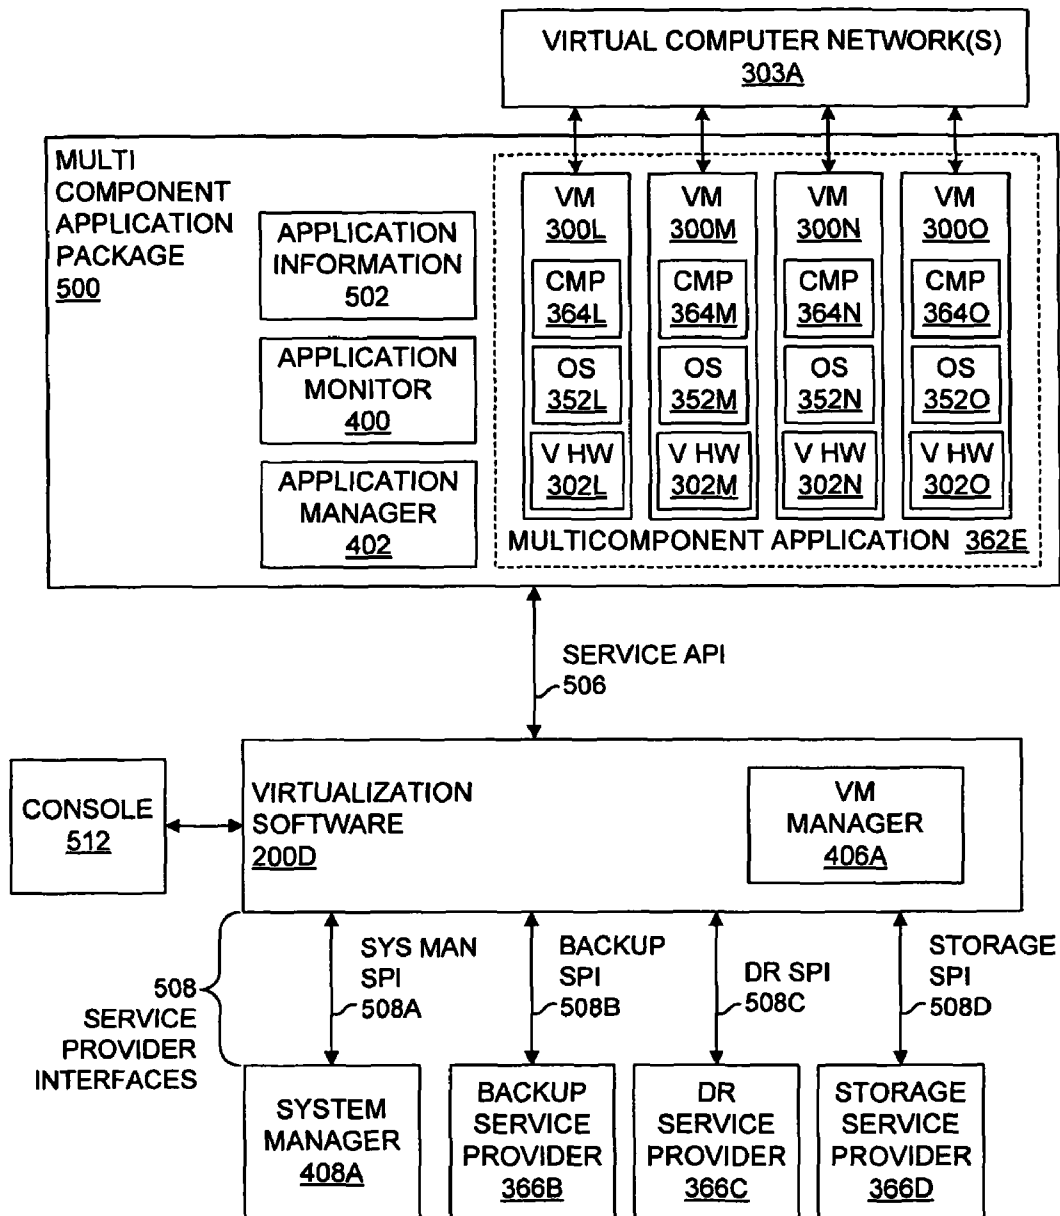 VIRTUAL COMPUTER NETWORK(S)
303A
MULTI
COMPONENT
APPLICATION
PACKAGE
500
APPLICATION
INFORMATION
502
APPLICATION
MONITOR
400
APPLICATION
MANAGER
402
VM
300L
CMP
364L
OS
352L
V HW
302L
VM
300M
CMP
364M
OS
352M
V HW
302M
VM
300N
CMP
364N
OS
352N
V HW
302N
VM
300O
CMP
364O
OS
352O
V HW
302O
MULTICOMPONENT APPLICATION 362E
SERVICE API
506
CONSOLE
512
VIRTUALIZATION
SOFTWARE
200D
VM
MANAGER
406A
508
SERVICE
PROVIDER
INTERFACES
SYS MAN
SPI
508A
BACKUP
SPI
508B
DR SPI
508C
STORAGE
SPI
508D
SYSTEM
MANAGER
408A
BACKUP
SERVICE
PROVIDER
366B
DR
SERVICE
PROVIDER
366C
STORAGE
SERVICE
PROVIDER
366D